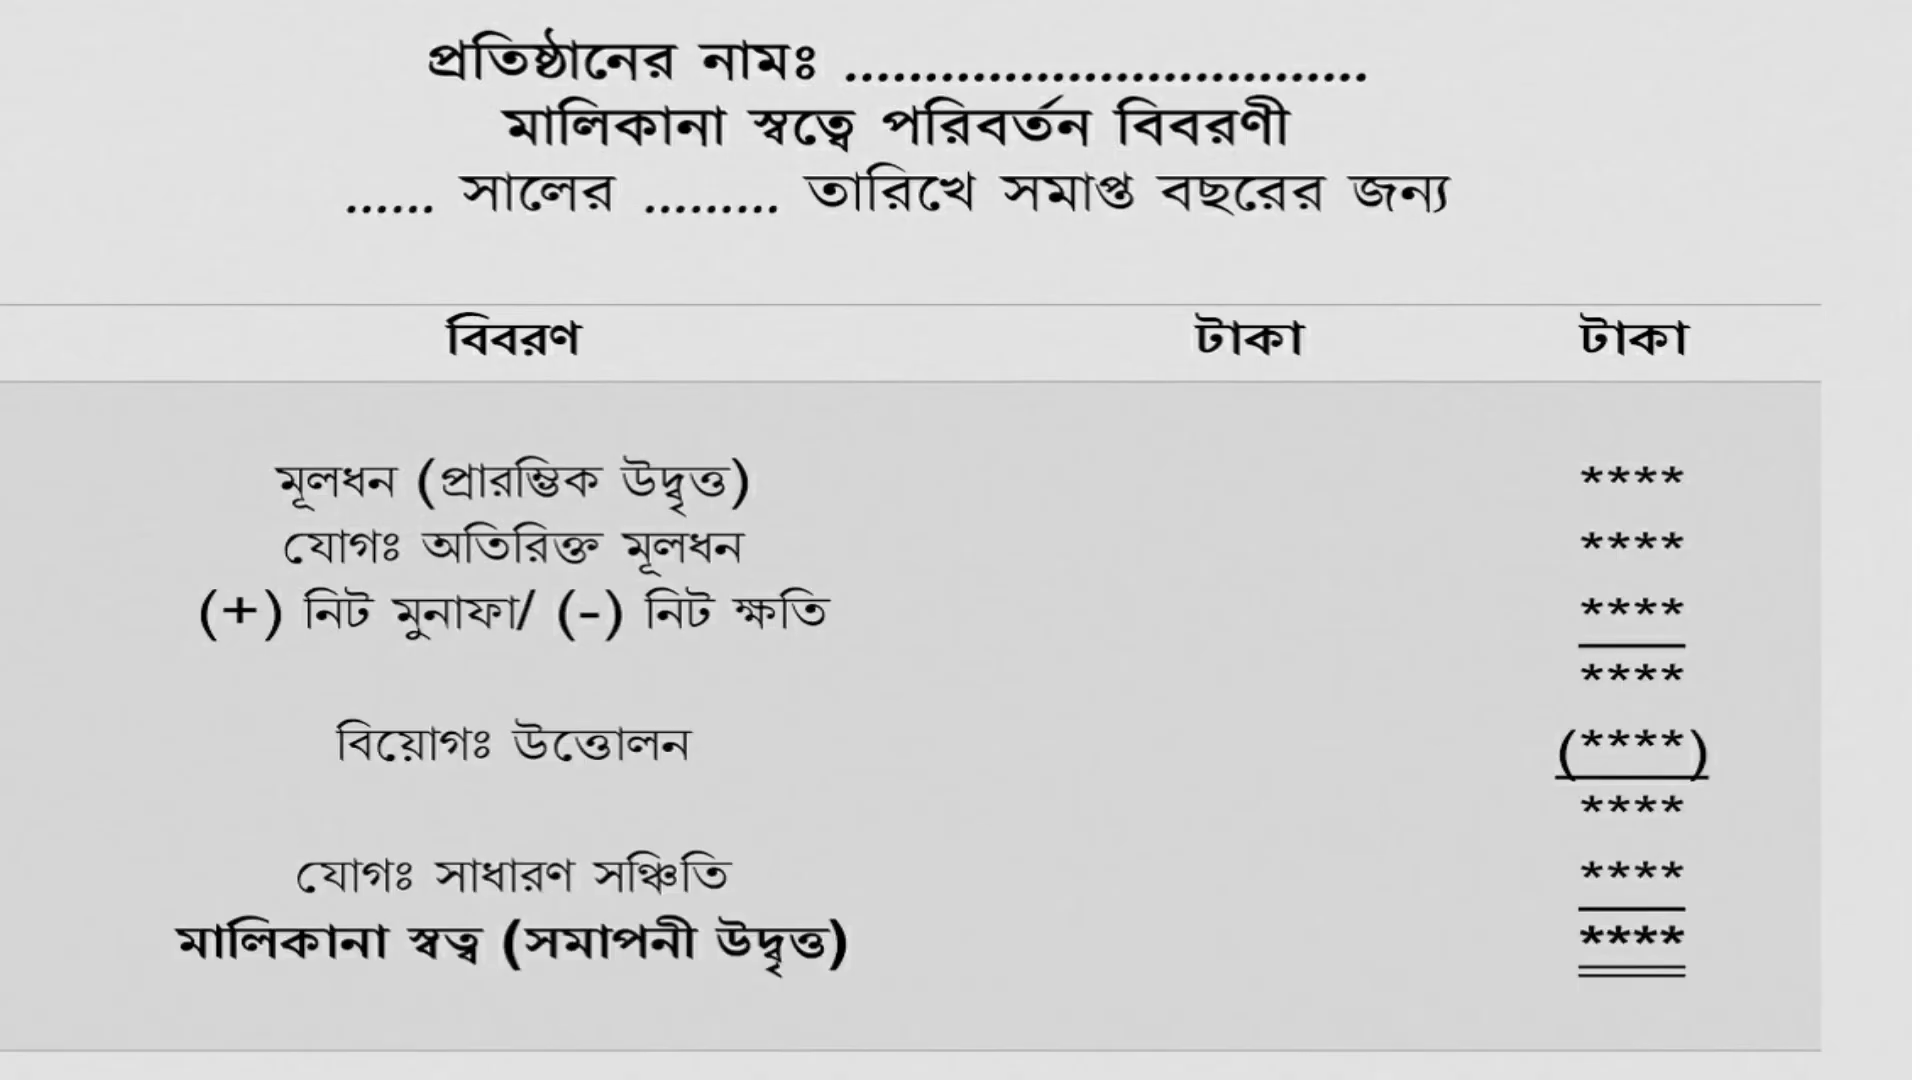 প্রতিষ্ঠানের নামঃ .................................
মালিকানা স্বত্বে পরিবর্তন বিবরণী
...... সালের ......... তারিখে সমাপ্ত বছরের জন্য
বিবরণ টাকা টাকা
মূলধন (প্রারম্ভিক উদ্বৃত্ত) ****
যোগঃ অতিরিক্ত মূলধন ****
(+) নিট মুনাফা/ (-) নিট ক্ষতি ****
****
বিয়োগঃ উত্তোলন (****)
****
যোগঃ সাধারণ সঞ্চিতি ****
মালিকানা স্বত্ব (সমাপনী উদ্বৃত্ত) ****